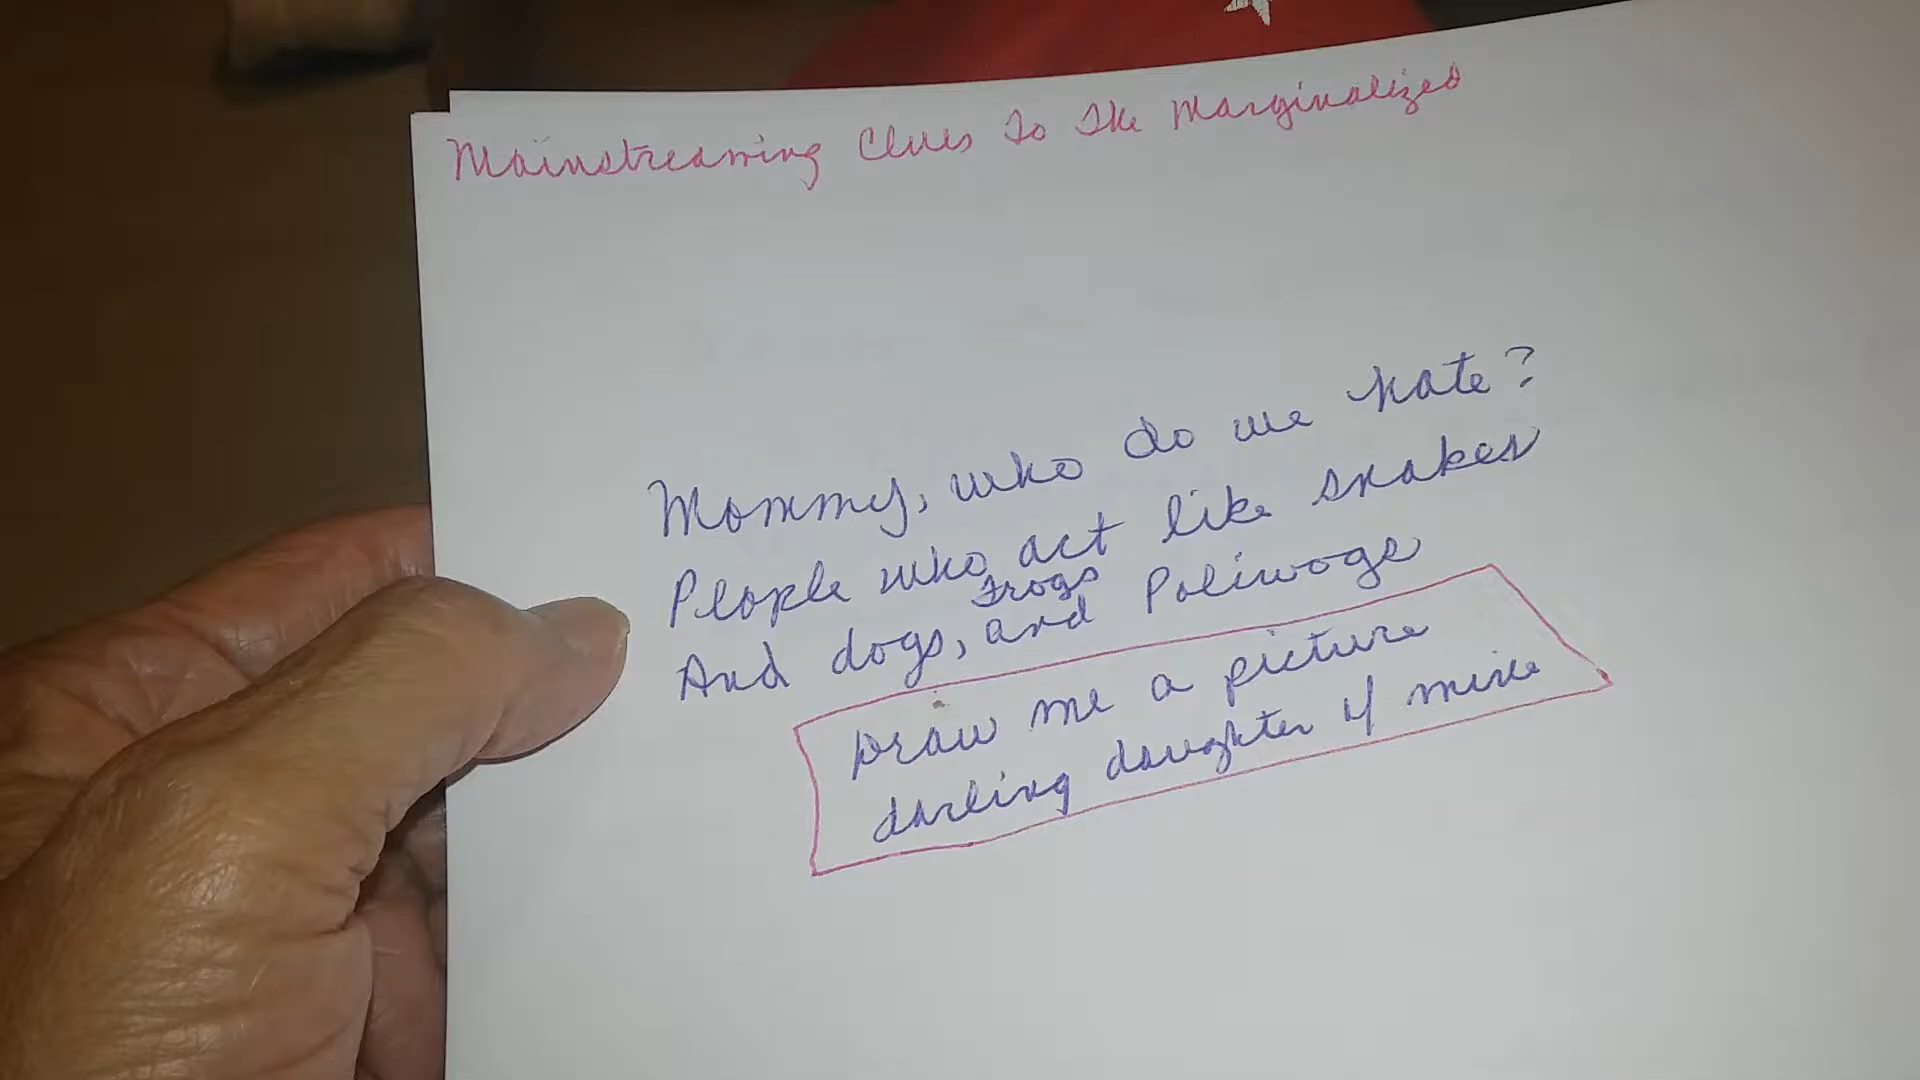 Mainstreaming Clues To The Marginalized
Mommy, who do we hate?
People who act like snakes
And dogs, Frogs and Poliwogs
Draw me a picture
darling daughter of mine